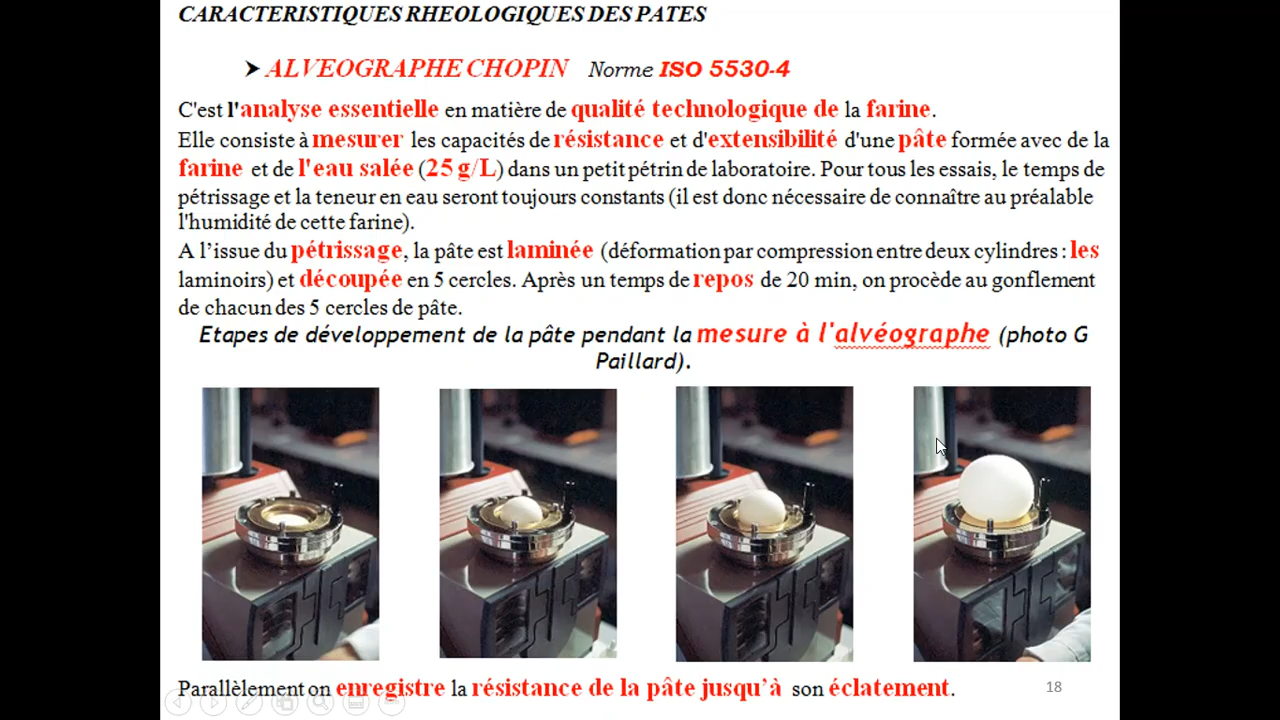 CARACTERISTIQUES RHEOLOGIQUES DES PATES
➤ ALVEOGRAPHE CHOPIN Norme ISO 5530-4
C'est l'analyse essentielle en matière de qualité technologique de la farine.
Elle consiste à mesurer les capacités de résistance et d'extensibilité d'une pâte formée avec de la
farine et de l'eau salée (25 g/L) dans un petit pétrin de laboratoire. Pour tous les essais, le temps de
pétrissage et la teneur en eau seront toujours constants (il est donc nécessaire de connaître au préalable
l'humidité de cette farine).
A l’issue du pétrissage, la pâte est laminée (déformation par compression entre deux cylindres : les
laminoirs) et découpée en 5 cercles. Après un temps de repos de 20 min, on procède au gonflement
de chacun des 5 cercles de pâte.
Etapes de développement de la pâte pendant la mesure à l'alvéographe (photo G
Paillard).
Parallèlement on enregistre la résistance de la pâte jusqu’à son éclatement.
18